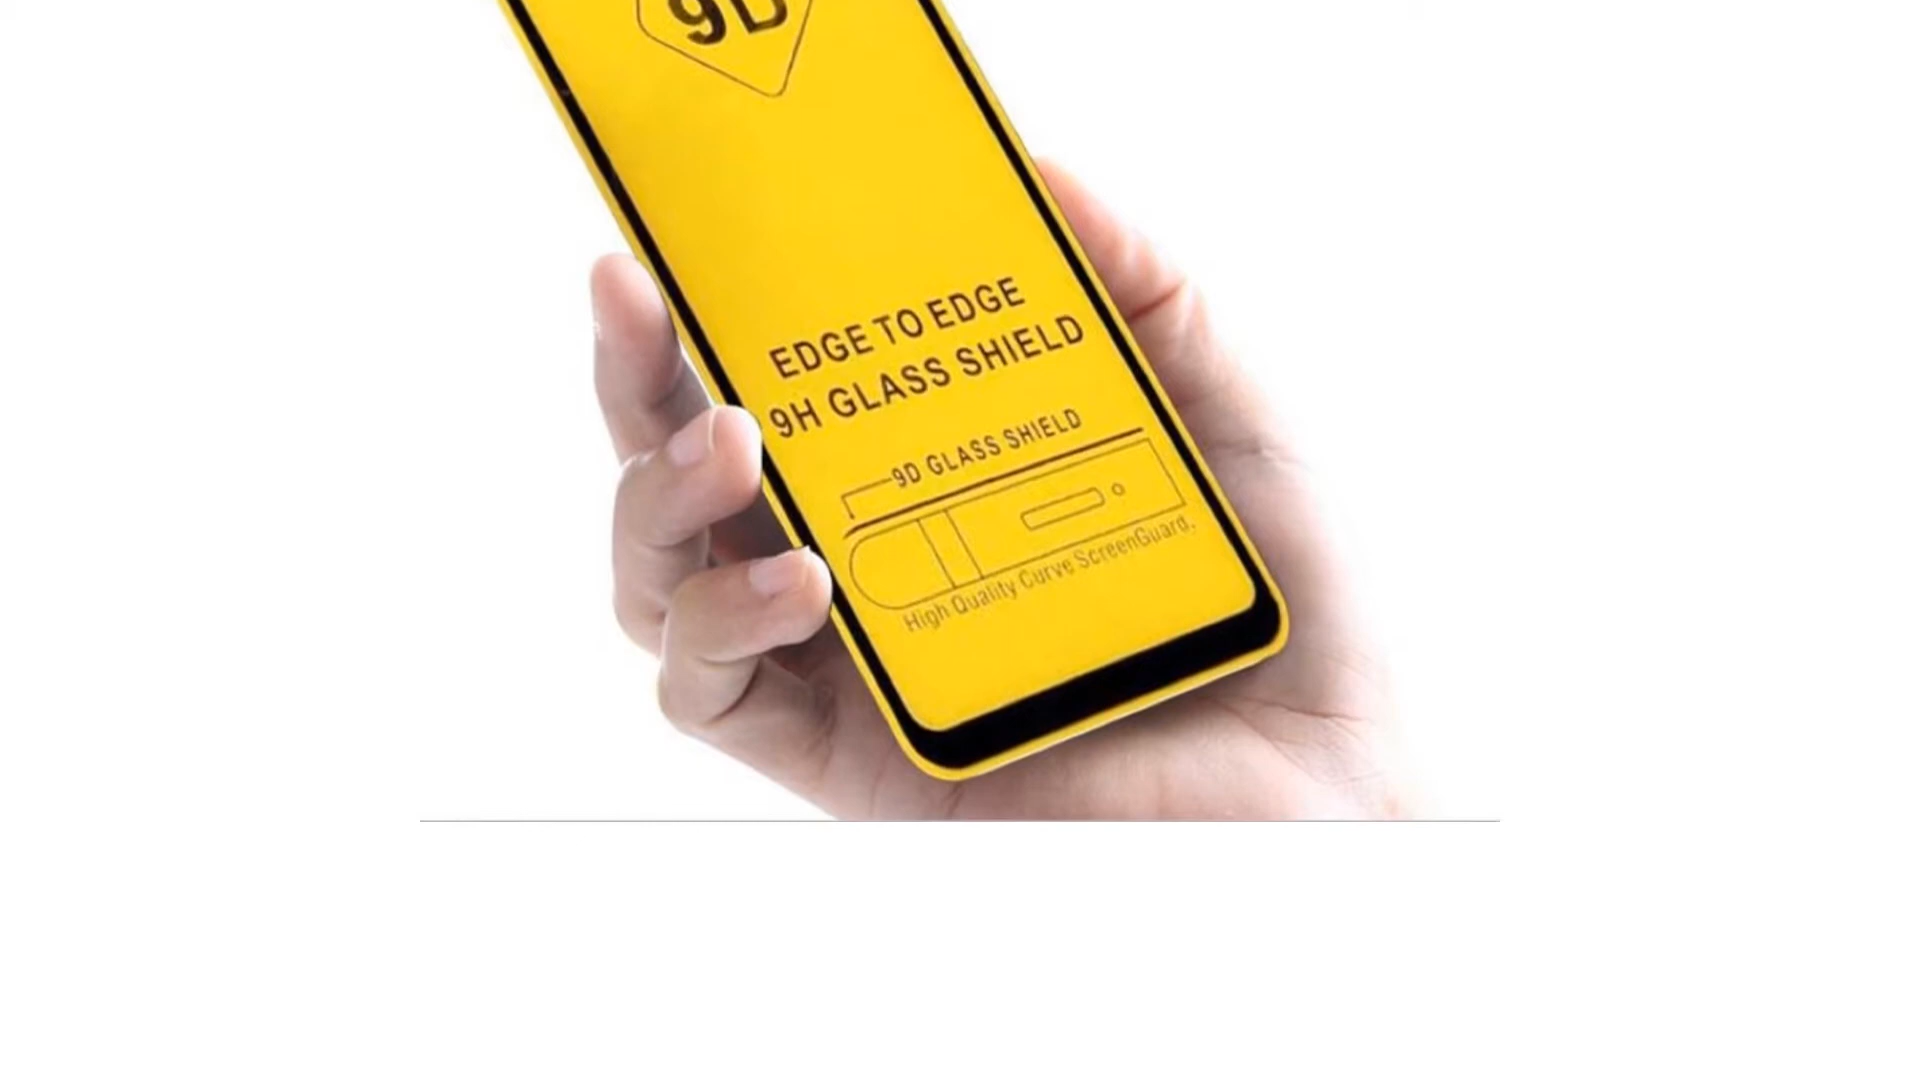 9D
EDGE TO EDGE
9H GLASS SHIELD
9D GLASS SHIELD
High Quality Curve ScreenGuard.